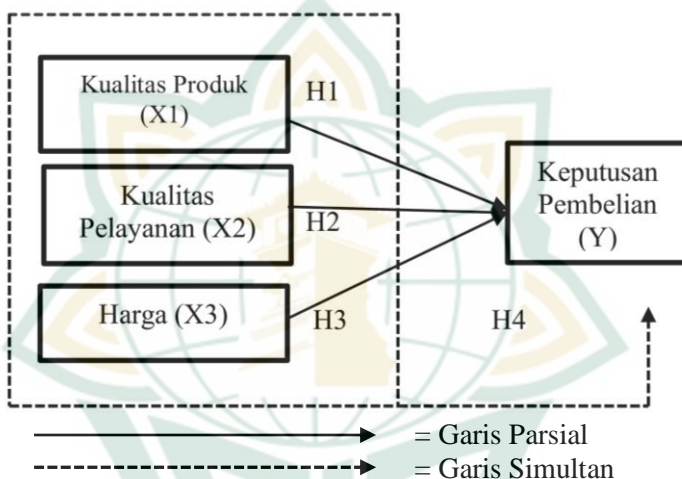 Kualitas Produk
(X1)
H1
Kualitas
Pelayanan (X2)
H2
Harga (X3)
H3
Keputusan
Pembelian
(Y)
H4
= Garis Parsial
= Garis Simultan